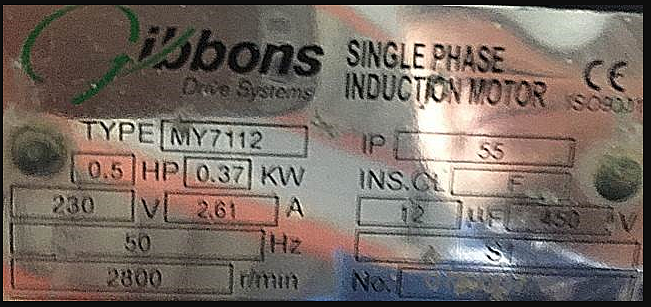 Gibbons
Drive Systems
SINGLE PHASE
INDUCTION MOTOR
CE
TYPE MY7112
IP 55
0.5 HP 0.37 KW
INS.CL F
230 V 2.61 A
12 µF 450 V
50 Hz
S1
2800 r/min
No: